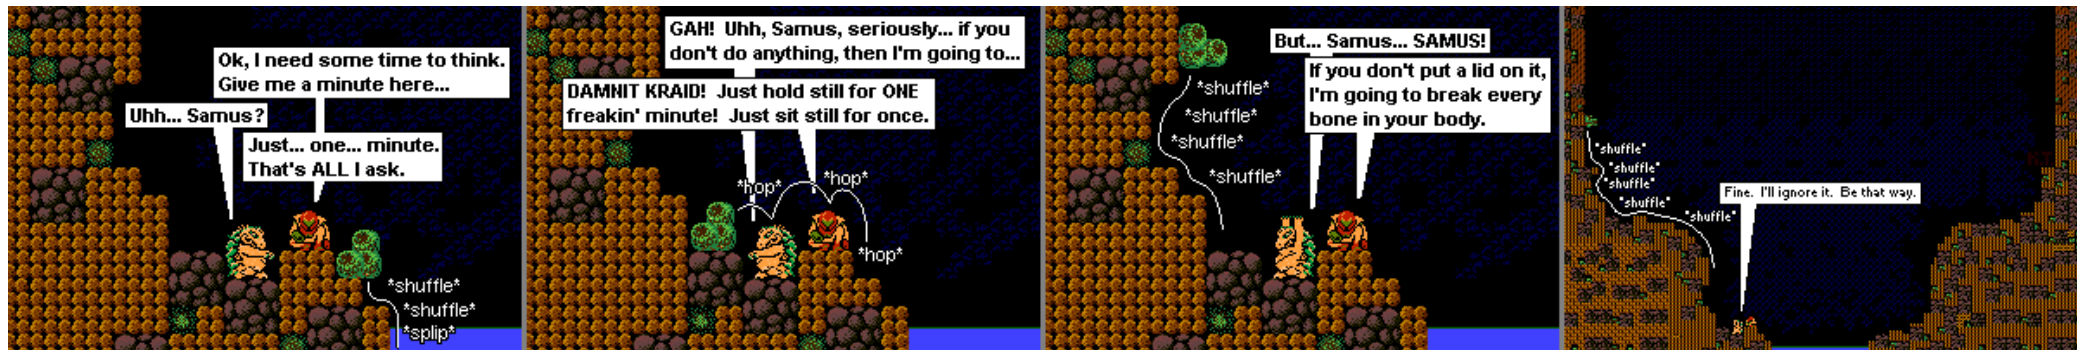 Ok, I need some time to think.
Give me a minute here...
Uhh... Samus?
Just... one... minute.
That's ALL I ask.
*shuffle*
*shuffle*
*splip*
GAH! Uhh, Samus, seriously... if you
don't do anything, then I'm going to...
DAMNIT KRAID! Just hold still for ONE
freakin' minute! Just sit still for once.
*hop*
*hop*
*hop*
But... Samus... SAMUS!
If you don't put a lid on it,
I'm going to break every
bone in your body.
*shuffle*
*shuffle*
*shuffle*
*shuffle*
*shuffle*
*shuffle*
*shuffle*
*shuffle*
*shuffle*
Fine. I'll ignore it. Be that way.